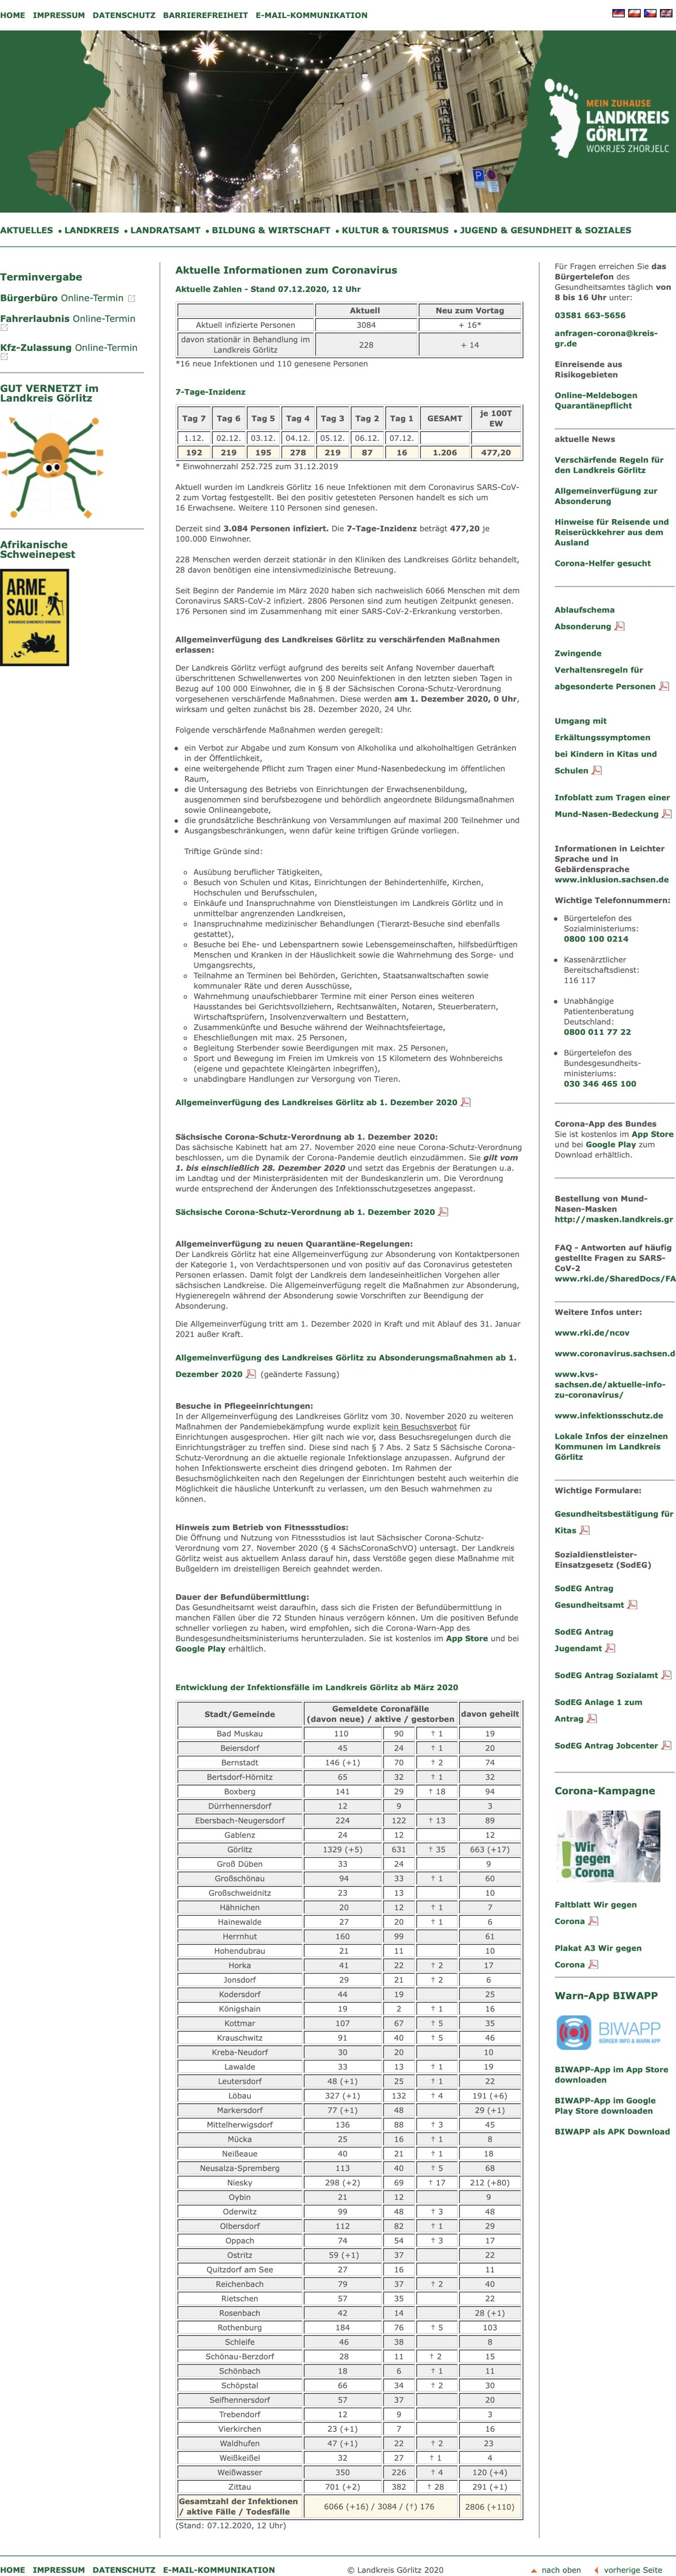 HOME IMPRESSUM DATENSCHUTZ BARRIEREFREIHEIT E-MAIL-KOMMUNIKATION
HOTEL
HANSA
P
MEIN ZUHAUSE
LANDKREIS
GÖRLITZ
WOKRJES ZHORJELC
AKTUELLES • LANDKREIS • LANDRATSAMT • BILDUNG & WIRTSCHAFT • KULTUR & TOURISMUS • JUGEND & GESUNDHEIT & SOZIALES
Terminvergabe
Bürgerbüro Online-Termin
Fahrerlaubnis Online-Termin
Kfz-Zulassung Online-Termin
GUT VERNETZT im
Landkreis Görlitz
Afrikanische
Schweinepest
ARME
SAU!
Aktuelle Informationen zum Coronavirus
Aktuelle Zahlen - Stand 07.12.2020, 12 Uhr
Aktuell Neu zum Vortag
Aktuell infizierte Personen 3084 + 16*
davon stationär in Behandlung im
Landkreis Görlitz 228 + 14
*16 neue Infektionen und 110 genesene Personen
7-Tage-Inzidenz
Tag 7 Tag 6 Tag 5 Tag 4 Tag 3 Tag 2 Tag 1 GESAMT je 100T
EW
1.12. 02.12. 03.12. 04.12. 05.12. 06.12. 07.12.
192 219 195 278 219 87 16 1.206 477,20
* Einwohnerzahl 252.725 zum 31.12.2019
Aktuell wurden im Landkreis Görlitz 16 neue Infektionen mit dem Coronavirus SARS-CoV-
2 zum Vortag festgestellt. Bei den positiv getesteten Personen handelt es sich um
16 Erwachsene. Weitere 110 Personen sind genesen.
Derzeit sind 3.084 Personen infiziert. Die 7-Tage-Inzidenz beträgt 477,20 je
100.000 Einwohner.
228 Menschen werden derzeit stationär in den Kliniken des Landkreises Görlitz behandelt,
28 davon benötigen eine intensivmedizinische Betreuung.
Seit Beginn der Pandemie im März 2020 haben sich nachweislich 6066 Menschen mit dem
Coronavirus SARS-CoV-2 infiziert. 2806 Personen sind zum heutigen Zeitpunkt genesen.
176 Personen sind im Zusammenhang mit einer SARS-CoV-2-Erkrankung verstorben.
Allgemeinverfügung des Landkreises Görlitz zu verschärfenden Maßnahmen
erlassen:
Der Landkreis Görlitz verfügt aufgrund des bereits seit Anfang November dauerhaft
überschrittenen Schwellenwertes von 200 Neuinfektionen in den letzten sieben Tagen in
Bezug auf 100 000 Einwohner, die in § 8 der Sächsischen Corona-Schutz-Verordnung
vorgesehenen verschärfende Maßnahmen. Diese werden am 1. Dezember 2020, 0 Uhr,
wirksam und gelten zunächst bis 28. Dezember 2020, 24 Uhr.
Folgende verschärfende Maßnahmen werden geregelt:
• ein Verbot zur Abgabe und zum Konsum von Alkoholika und alkoholhaltigen Getränken
in der Öffentlichkeit,
• eine weitergehende Pflicht zum Tragen einer Mund-Nasenbedeckung im öffentlichen
Raum,
• die Untersagung des Betriebs von Einrichtungen der Erwachsenenbildung,
ausgenommen sind berufsbezogene und behördlich angeordnete Bildungsmaßnahmen
sowie Onlineangebote,
• die grundsätzliche Beschränkung von Versammlungen auf maximal 200 Teilnehmer und
• Ausgangsbeschränkungen, wenn dafür keine triftigen Gründe vorliegen.
Triftige Gründe sind:
o Ausübung beruflicher Tätigkeiten,
o Besuch von Schulen und Kitas, Einrichtungen der Behindertenhilfe, Kirchen,
Hochschulen und Berufsschulen,
o Einkäufe und Inanspruchnahme von Dienstleistungen im Landkreis Görlitz und in
unmittelbar angrenzenden Landkreisen,
o Inanspruchnahme medizinischer Behandlungen (Tierarzt-Besuche sind ebenfalls
gestattet),
o Besuche bei Ehe- und Lebenspartnern sowie Lebensgemeinschaften, hilfsbedürftigen
Menschen und Kranken in der Häuslichkeit sowie die Wahrnehmung des Sorge- und
Umgangsrechts,
o Teilnahme an Terminen bei Behörden, Gerichten, Staatsanwaltschaften sowie
kommunaler Räte und deren Ausschüsse,
o Wahrnehmung unaufschiebbarer Termine mit einer Person eines weiteren
Hausstandes bei Gerichtsvollziehern, Rechtsanwälten, Notaren, Steuerberatern,
Wirtschaftsprüfern, Insolvenzverwaltern und Bestattern,
o Zusammenkünfte und Besuche während der Weihnachtsfeiertage,
o Eheschließungen mit max. 25 Personen,
o Begleitung Sterbender sowie Beerdigungen mit max. 25 Personen,
o Sport und Bewegung im Freien im Umkreis von 15 Kilometern des Wohnbereichs
(eigene und gepachtete Kleingärten inbegriffen),
o unabdingbare Handlungen zur Versorgung von Tieren.
Allgemeinverfügung des Landkreises Görlitz ab 1. Dezember 2020
Sächsische Corona-Schutz-Verordnung ab 1. Dezember 2020:
Das sächsische Kabinett hat am 27. November 2020 eine neue Corona-Schutz-Verordnung
beschlossen, um die Dynamik der Corona-Pandemie deutlich einzudämmen. Sie gilt vom
1. bis einschließlich 28. Dezember 2020 und setzt das Ergebnis der Beratungen u.a.
im Landtag und der Ministerpräsidenten mit der Bundeskanzlerin um. Die Verordnung
wurde entsprechend der Änderungen des Infektionsschutzgesetzes angepasst.
Sächsische Corona-Schutz-Verordnung ab 1. Dezember 2020
Allgemeinverfügung zu neuen Quarantäne-Regelungen:
Der Landkreis Görlitz hat eine Allgemeinverfügung zur Absonderung von Kontaktpersonen
der Kategorie 1, von Verdachtspersonen und von positiv auf das Coronavirus getesteten
Personen erlassen. Damit folgt der Landkreis dem landeseinheitlichen Vorgehen aller
sächsischen Landkreise. Die Allgemeinverfügung regelt die Maßnahmen zur Absonderung,
Hygieneregeln während der Absonderung sowie Vorschriften zur Beendigung der
Absonderung.
Die Allgemeinverfügung tritt am 1. Dezember 2020 in Kraft und mit Ablauf des 31. Januar
2021 außer Kraft.
Allgemeinverfügung des Landkreises Görlitz zu Absonderungsmaßnahmen ab 1.
Dezember 2020 (geänderte Fassung)
Besuche in Pflegeeinrichtungen:
In der Allgemeinverfügung des Landkreises Görlitz vom 30. November 2020 zu weiteren
Maßnahmen der Pandemiebekämpfung wurde explizit kein Besuchsverbot für
Einrichtungen ausgesprochen. Hier gilt nach wie vor, dass Besuchsregelungen durch die
Einrichtungsträger zu treffen sind. Diese sind nach § 7 Abs. 2 Satz 5 Sächsische Corona-
Schutz-Verordnung an die aktuelle regionale Infektionslage anzupassen. Aufgrund der
hohen Infektionswerte erscheint dies dringend geboten. Im Rahmen der
Besuchsmöglichkeiten nach den Regelungen der Einrichtungen besteht auch weiterhin die
Möglichkeit die häusliche Unterkunft zu verlassen, um den Besuch wahrnehmen zu
können.
Hinweis zum Betrieb von Fitnessstudios:
Die Öffnung und Nutzung von Fitnessstudios ist laut Sächsischer Corona-Schutz-
Verordnung vom 27. November 2020 (§ 4 SächsCoronaSchVO) untersagt. Der Landkreis
Görlitz weist aus aktuellem Anlass darauf hin, dass Verstöße gegen diese Maßnahme mit
Bußgeldern im dreistelligen Bereich geahndet werden.
Dauer der Befundübermittlung:
Das Gesundheitsamt weist daraufhin, dass sich die Fristen der Befundübermittlung in
manchen Fällen über die 72 Stunden hinaus verzögern können. Um die positiven Befunde
schneller vorliegen zu haben, wird empfohlen, sich die Corona-Warn-App des
Bundesgesundheitsministeriums herunterzuladen. Sie ist kostenlos im App Store und bei
Google Play erhältlich.
Entwicklung der Infektionsfälle im Landkreis Görlitz ab März 2020
Stadt/Gemeinde Gemeldete Coronafälle
(davon neue) / aktive / gestorben davon geheilt
Bad Muskau 110 90 † 1 19
Beiersdorf 45 24 † 1 20
Bernstadt 146 (+1) 70 † 2 74
Bertsdorf-Hörnitz 65 32 † 1 32
Boxberg 141 29 † 18 94
Dürrhennersdorf 12 9 3
Ebersbach-Neugersdorf 224 122 † 13 89
Gablenz 24 12 12
Görlitz 1329 (+5) 631 † 35 663 (+17)
Groß Düben 33 24 9
Großschönau 94 33 † 1 60
Großschweidnitz 23 13 10
Hähnichen 20 12 † 1 7
Hainewalde 27 20 † 1 6
Herrnhut 160 99 61
Hohendubrau 21 11 10
Horka 41 22 † 2 17
Jonsdorf 29 21 † 2 6
Kodersdorf 44 19 25
Königshain 19 2 † 1 16
Kottmar 107 67 † 5 35
Krauschwitz 91 40 † 5 46
Kreba-Neudorf 30 20 10
Lawalde 33 13 † 1 19
Leutersdorf 48 (+1) 25 † 1 22
Löbau 327 (+1) 132 † 4 191 (+6)
Markersdorf 77 (+1) 48 29 (+1)
Mittelherwigsdorf 136 88 † 3 45
Mücka 25 16 † 1 8
Neißeaue 40 21 † 1 18
Neusalza-Spremberg 113 40 † 5 68
Niesky 298 (+2) 69 † 17 212 (+80)
Oybin 21 12 9
Oderwitz 99 48 † 3 48
Olbersdorf 112 82 † 1 29
Oppach 74 54 † 3 17
Ostritz 59 (+1) 37 22
Quitzdorf am See 27 16 11
Reichenbach 79 37 † 2 40
Rietschen 57 35 22
Rosenbach 42 14 28 (+1)
Rothenburg 184 76 † 5 103
Schleife 46 38 8
Schönau-Berzdorf 28 11 † 2 15
Schönbach 18 6 † 1 11
Schöpstal 66 34 † 2 30
Seifhennersdorf 57 37 20
Trebendorf 12 9 3
Vierkirchen 23 (+1) 7 16
Waldhufen 47 (+1) 22 † 2 23
Weißkeißel 32 27 † 1 4
Weißwasser 350 226 † 4 120 (+4)
Zittau 701 (+2) 382 † 28 291 (+1)
Gesamtzahl der Infektionen
/ aktive Fälle / Todesfälle 6066 (+16) / 3084 / (†) 176 2806 (+110)
(Stand: 07.12.2020, 12 Uhr)
Für Fragen erreichen Sie das
Bürgertelefon des
Gesundheitsamtes täglich von
8 bis 16 Uhr unter:
03581 663-5656
anfragen-corona@kreis-
gr.de
Einreisende aus
Risikogebieten
Online-Meldebogen
Quarantänepflicht
aktuelle News
Verschärfende Regeln für
den Landkreis Görlitz
Allgemeinverfügung zur
Absonderung
Hinweise für Reisende und
Reiserückkehrer aus dem
Ausland
Corona-Helfer gesucht
Ablaufschema
Absonderung
Zwingende
Verhaltensregeln für
abgesonderte Personen
Umgang mit
Erkältungssymptomen
bei Kindern in Kitas und
Schulen
Infoblatt zum Tragen einer
Mund-Nasen-Bedeckung
Informationen in Leichter
Sprache und in
Gebärdensprache
www.inklusion.sachsen.de
Wichtige Telefonnummern:
• Bürgertelefon des
Sozialministeriums:
0800 100 0214
• Kassenärztlicher
Bereitschaftsdienst:
116 117
• Unabhängige
Patientenberatung
Deutschland:
0800 011 77 22
• Bürgertelefon des
Bundesgesundheits-
ministeriums:
030 346 465 100
Corona-App des Bundes
Sie ist kostenlos im App Store
und bei Google Play zum
Download erhältlich.
Bestellung von Mund-
Nasen-Masken
http://masken.landkreis.gr
FAQ - Antworten auf häufig
gestellte Fragen zu SARS-
CoV-2
www.rki.de/SharedDocs/FA
Weitere Infos unter:
www.rki.de/ncov
www.coronavirus.sachsen.d
www.kvs-
sachsen.de/aktuelle-info-
zu-coronavirus/
www.infektionsschutz.de
Lokale Infos der einzelnen
Kommunen im Landkreis
Görlitz
Wichtige Formulare:
Gesundheitsbestätigung für
Kitas
Sozialdienstleister-
Einsatzgesetz (SodEG)
SodEG Antrag
Gesundheitsamt
SodEG Antrag
Jugendamt
SodEG Antrag Sozialamt
SodEG Anlage 1 zum
Antrag
SodEG Antrag Jobcenter
Corona-Kampagne
! Wir
gegen
Corona
Faltblatt Wir gegen
Corona
Plakat A3 Wir gegen
Corona
Warn-App BIWAPP
BIWAPP
BÜRGER INFO & WARN APP
BIWAPP-App im App Store
downloaden
BIWAPP-App im Google
Play Store downloaden
BIWAPP als APK Download
HOME IMPRESSUM DATENSCHUTZ E-MAIL-KOMMUNIKATION © Landkreis Görlitz 2020 nach oben vorherige Seite